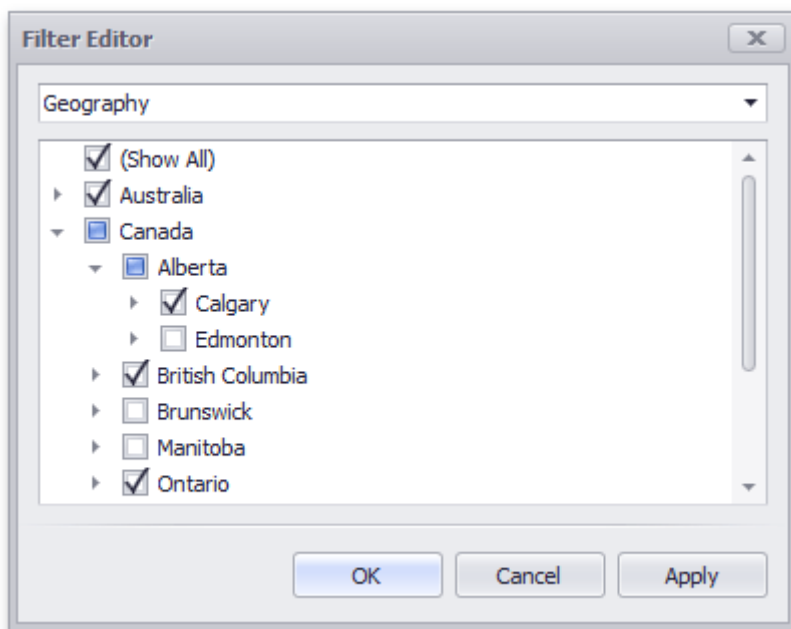 Filter Editor
Geography
(Show All)
Australia
Canada
Alberta
Calgary
Edmonton
British Columbia
Brunswick
Manitoba
Ontario
OK Cancel Apply